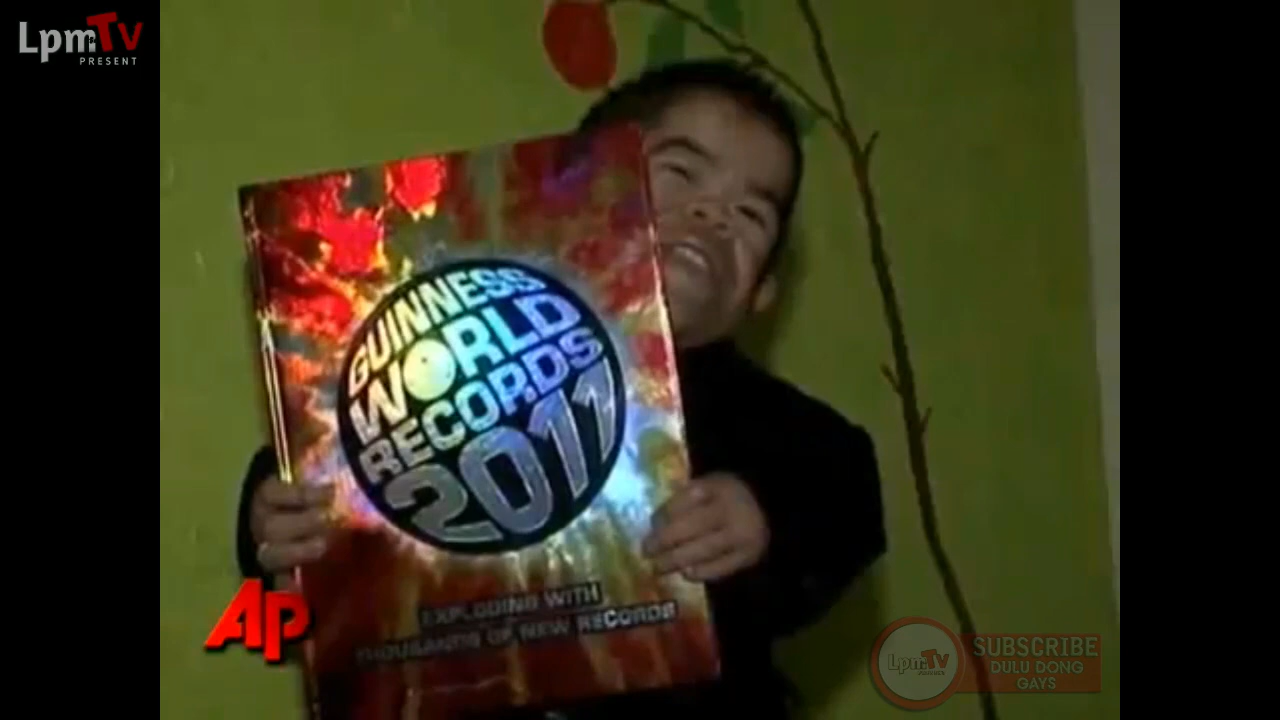 LpmTv
PRESENT
GUINNESS
WORLD
RECORDS
2011
EXPLODING WITH
THOUSANDS OF NEW RECORDS
AP
LpmTv
SUBSCRIBE
DULU DONG
GAYS